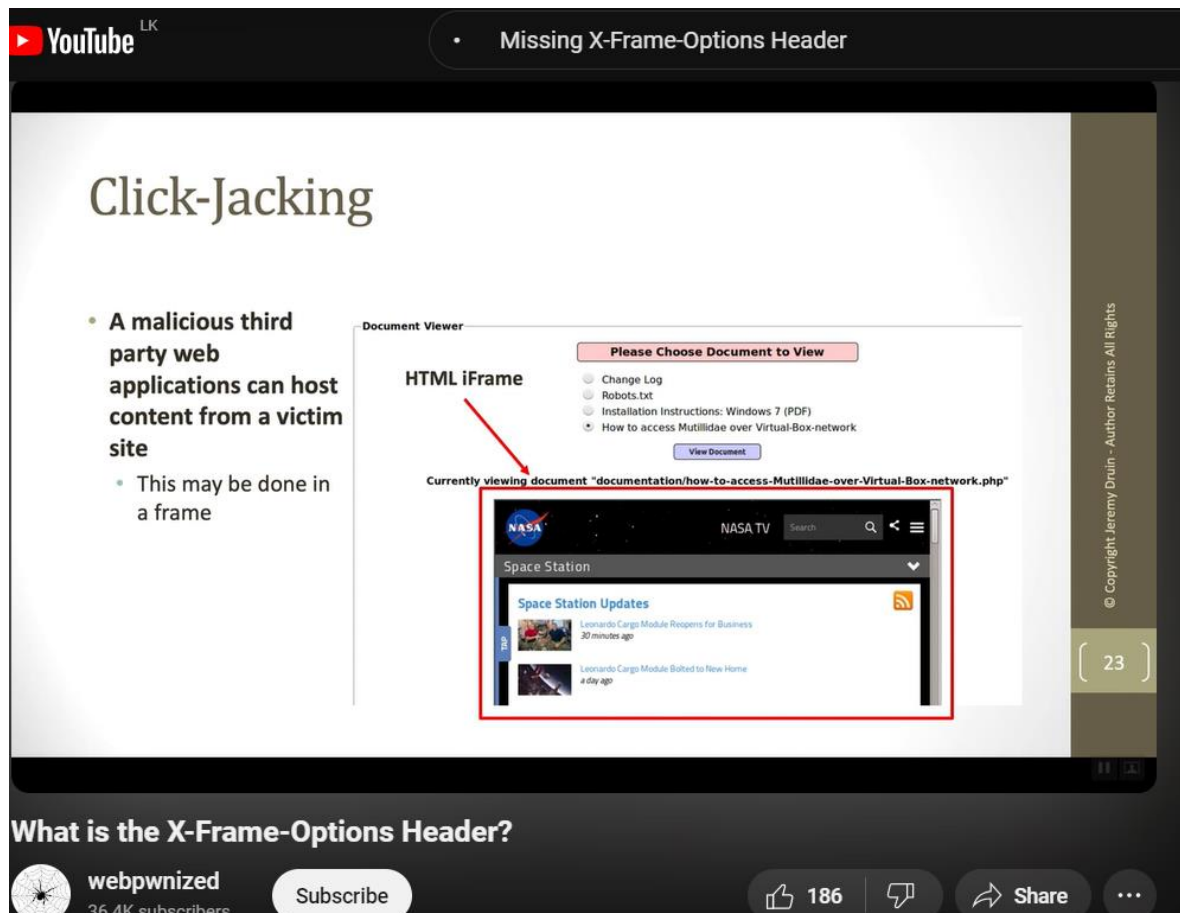 YouTube LK
Missing X-Frame-Options Header
Click-Jacking
• A malicious third
party web
applications can host
content from a victim
site
• This may be done in
a frame
Document Viewer
Please Choose Document to View
HTML iFrame
Change Log
Robots.txt
Installation Instructions: Windows 7 (PDF)
How to access Mutillidae over Virtual-Box-network
View Document
Currently viewing document "documentation/how-to-access-Mutillidae-over-Virtual-Box-network.php"
NASA
NASA TV
Search
Space Station
Space Station Updates
Leonardo Cargo Module Reopens for Business
30 minutes ago
TAP
Leonardo Cargo Module Bolted to New Home
a day ago
© Copyright Jeremy Druin - Author Retains All Rights
23
What is the X-Frame-Options Header?
webpwnized
36.4K subscribers
Subscribe
186
Share